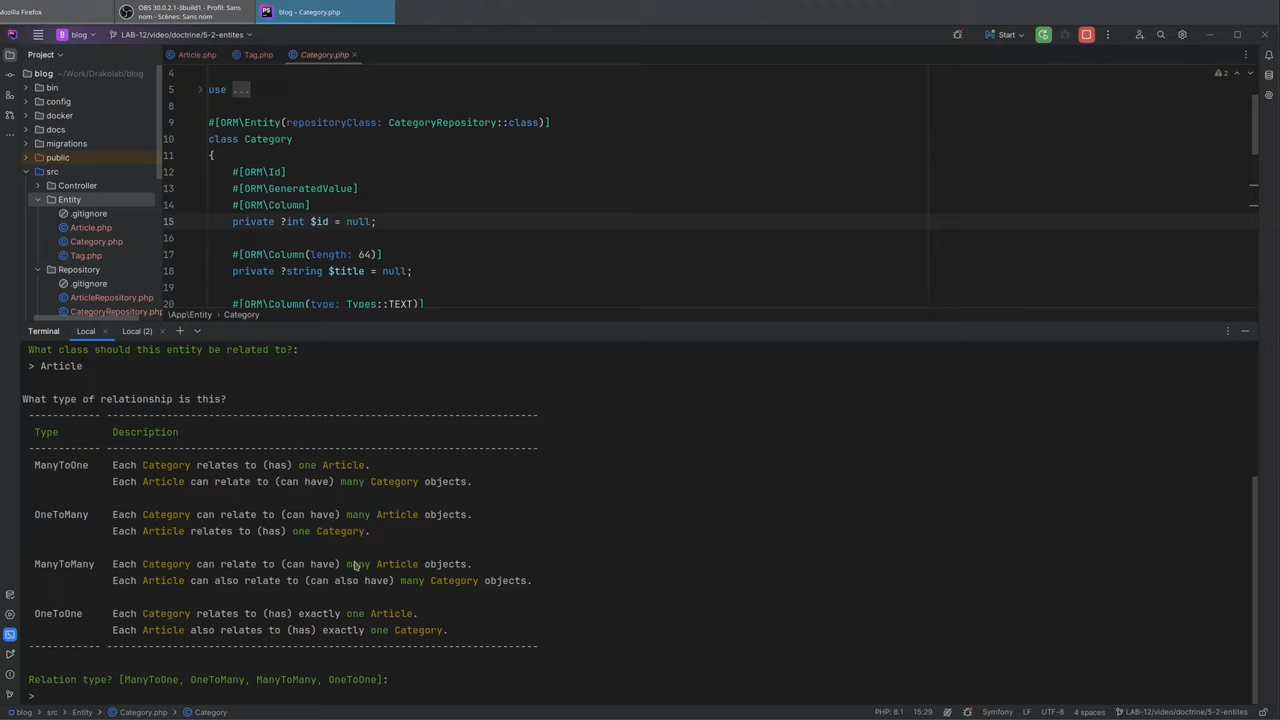 Mozilla Firefox
OBS 30.0.2.1-3build1 - Profil: Sans nom - Scènes: Sans nom
blog – Category.php
blog
LAB-12/video/doctrine/5-2-entites
Start
Project
Article.php
Tag.php
Category.php
blog ~/Work/Drakolab/blog
bin
config
docker
docs
migrations
public
src
Controller
Entity
.gitignore
Article.php
Category.php
Tag.php
Repository
.gitignore
ArticleRepository.php
CategoryRepository.php
4
5 use ...
8
9 #[ORM\Entity(repositoryClass: CategoryRepository::class)]
10 class Category
11 {
12 #[ORM\Id]
13 #[ORM\GeneratedValue]
14 #[ORM\Column]
15 private ?int $id = null;
16
17 #[ORM\Column(length: 64)]
18 private ?string $title = null;
19
20 #[ORM\Column(type: Types::TEXT)]
2
\App\Entity Category
Terminal Local Local (2)
What class should this entity be related to?:
> Article
What type of relationship is this?
------------ ------------------------------------------------------------------------
Type Description
------------ ------------------------------------------------------------------------
ManyToOne Each Category relates to (has) one Article.
Each Article can relate to (can have) many Category objects.
OneToMany Each Category can relate to (can have) many Article objects.
Each Article relates to (has) one Category.
ManyToMany Each Category can relate to (can have) many Article objects.
Each Article can also relate to (can also have) many Category objects.
OneToOne Each Category relates to (has) exactly one Article.
Each Article also relates to (has) exactly one Category.
------------ ------------------------------------------------------------------------
Relation type? [ManyToOne, OneToMany, ManyToMany, OneToOne]:
>
blog src Entity Category.php Category PHP: 8.1 15:29 Symfony LF UTF-8 4 spaces LAB-12/video/doctrine/5-2-entites